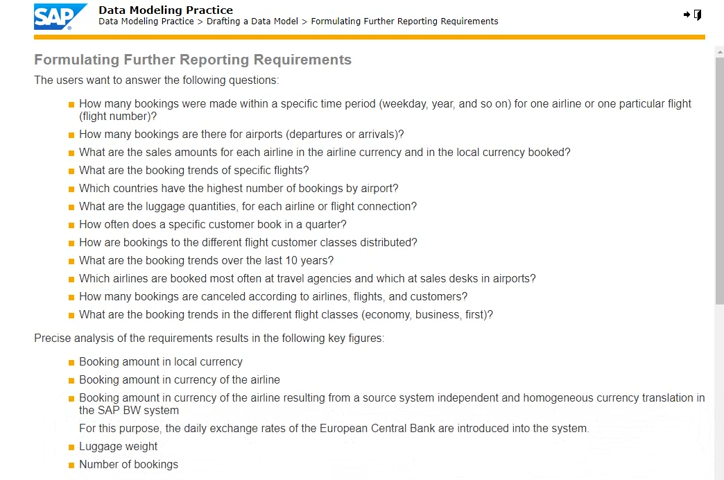 SAP
Data Modeling Practice
Data Modeling Practice > Drafting a Data Model > Formulating Further Reporting Requirements
Formulating Further Reporting Requirements
The users want to answer the following questions:
How many bookings were made within a specific time period (weekday, year, and so on) for one airline or one particular flight
(flight number)?
How many bookings are there for airports (departures or arrivals)?
What are the sales amounts for each airline in the airline currency and in the local currency booked?
What are the booking trends of specific flights?
Which countries have the highest number of bookings by airport?
What are the luggage quantities, for each airline or flight connection?
How often does a specific customer book in a quarter?
How are bookings to the different flight customer classes distributed?
What are the booking trends over the last 10 years?
Which airlines are booked most often at travel agencies and which at sales desks in airports?
How many bookings are canceled according to airlines, flights, and customers?
What are the booking trends in the different flight classes (economy, business, first)?
Precise analysis of the requirements results in the following key figures:
Booking amount in local currency
Booking amount in currency of the airline
Booking amount in currency of the airline resulting from a source system independent and homogeneous currency translation in
the SAP BW system
For this purpose, the daily exchange rates of the European Central Bank are introduced into the system.
Luggage weight
Number of bookings